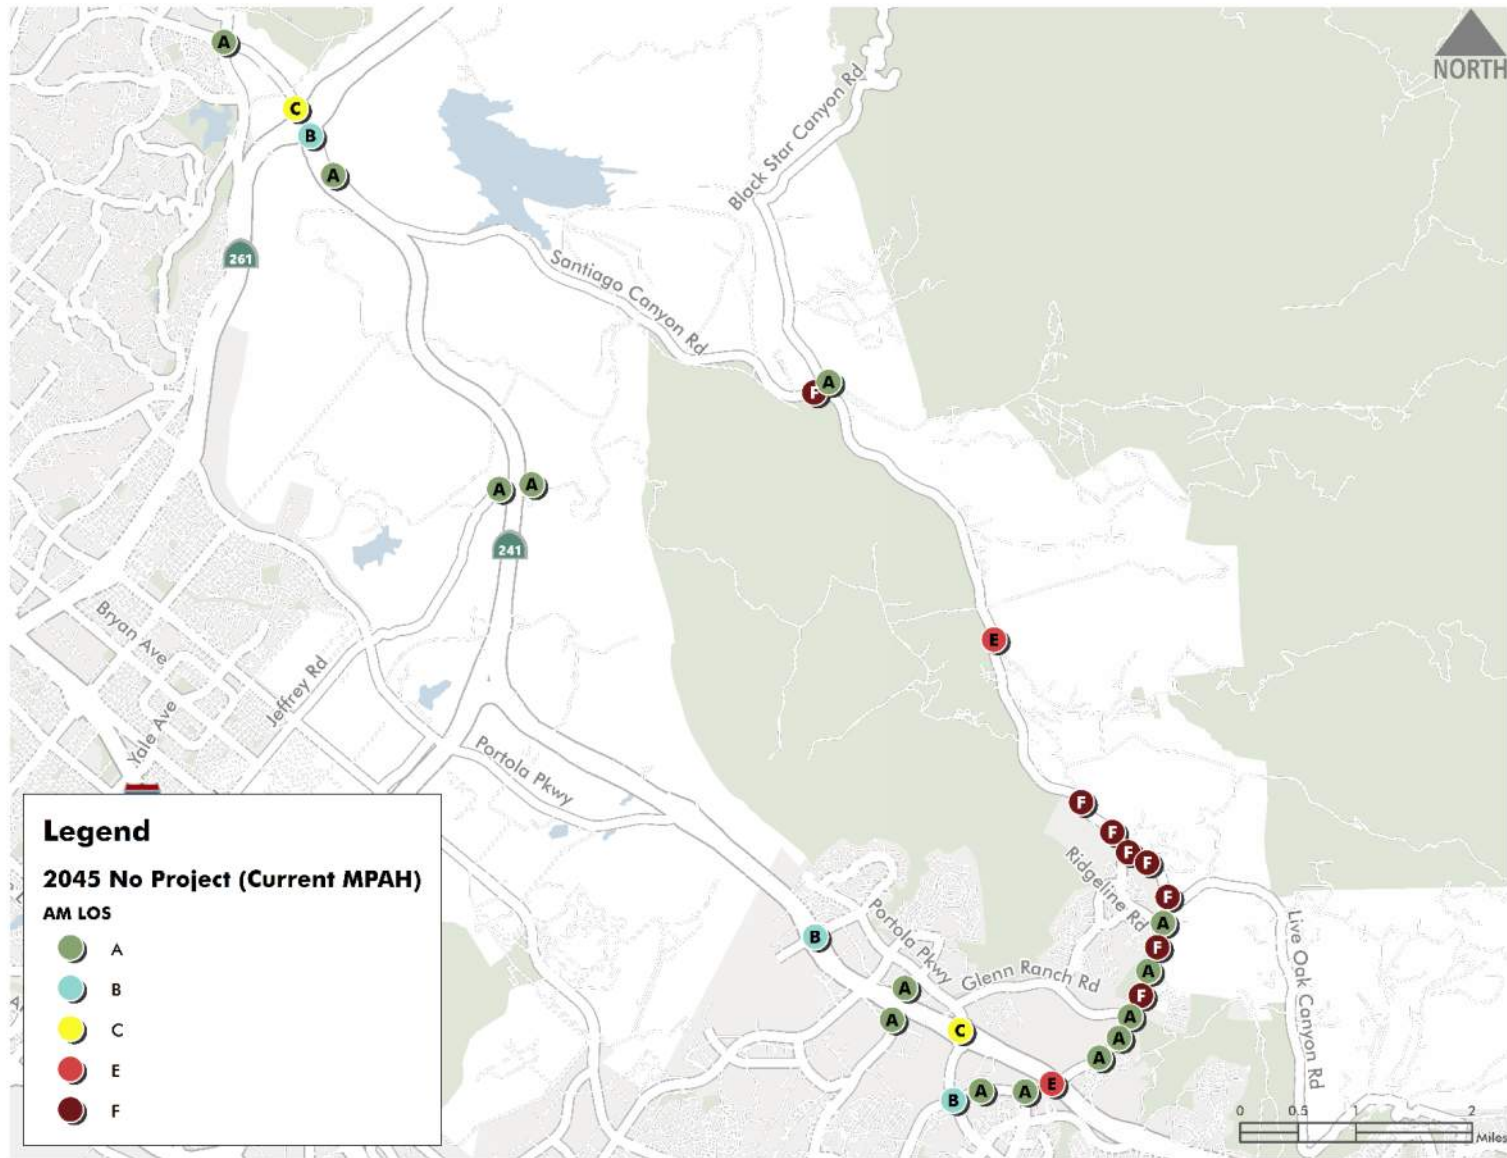 A
NORTH
C
B
A
Black Star Canyon Rd
261
Santiago Canyon Rd
A
F
A
A
241
Bryan Ave
E
Jeffrey Rd
Yale Ave
Portola Pkwy
F
F
F
F
Ridgeline Rd
F
A
F
A
F
A
A
A
Live Oak Canyon Rd
B
Portola Pkwy
Glenn Ranch Rd
A
A
C
E
B
A
A
Legend
2045 No Project (Current MPAH)
AM LOS
A
B
C
E
F
0 0.5 1 2
Miles